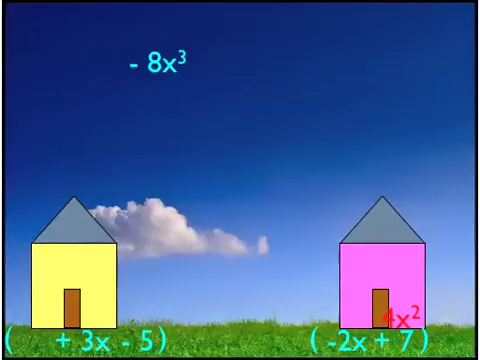 - 8x³
4x²
( + 3x - 5)
(-2x + 7)